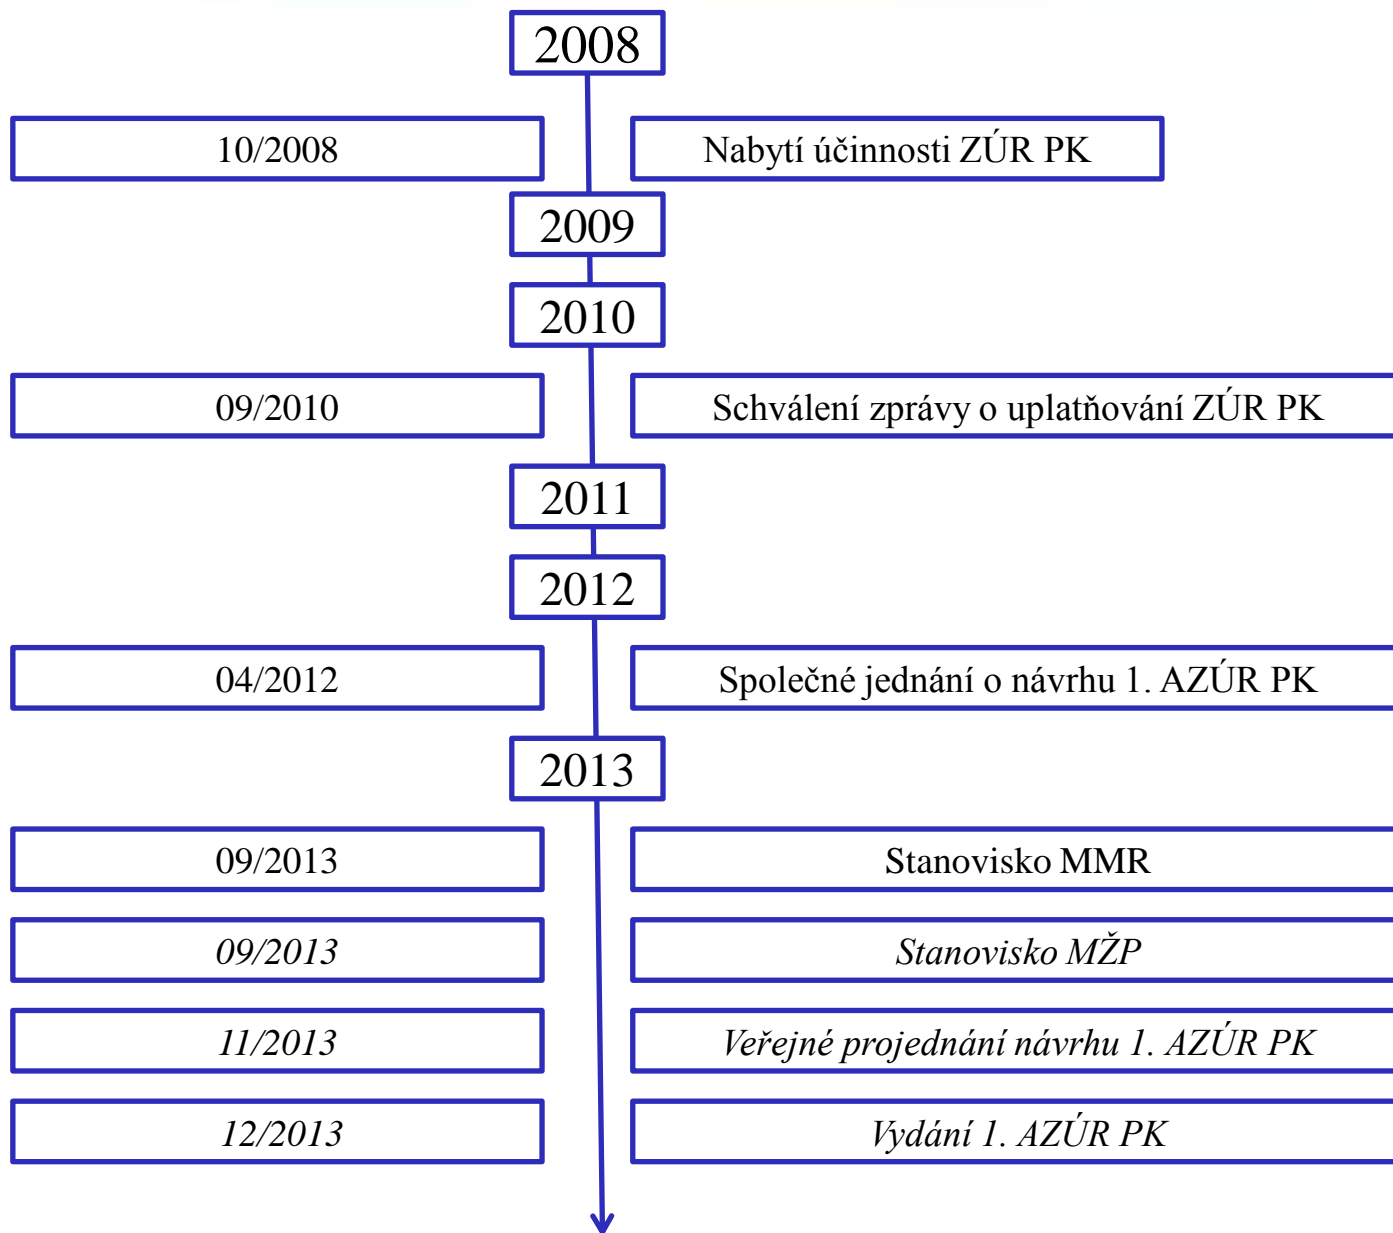 2008
10/2008
Nabytí účinnosti ZÚR PK
2009
2010
09/2010
Schválení zprávy o uplatňování ZÚR PK
2011
2012
04/2012
Společné jednání o návrhu 1. AZÚR PK
2013
09/2013
Stanovisko MMR
09/2013
Stanovisko MŽP
11/2013
Veřejné projednání návrhu 1. AZÚR PK
12/2013
Vydání 1. AZÚR PK